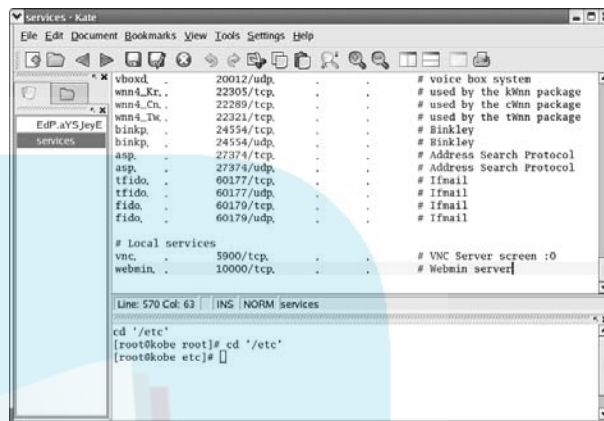 services - Kate
File Edit Document Bookmarks View Tools Settings Help
EdP.aYSJeyE
services
vboxd. . 20012/udp. . . # voice box system
wnn4_Kr. . 22305/tcp. . . # used by the kWnn package
wnn4_Cn. . 22289/tcp. . . # used by the cWnn package
wnn4_Tw. . 22321/tcp. . . # used by the tWnn package
binkp. . 24554/tcp. . . # Binkley
binkp. . 24554/udp. . . # Binkley
asp. . 27374/tcp. . . # Address Search Protocol
asp. . 27374/udp. . . # Address Search Protocol
tfido. . 60177/tcp. . . # Ifmail
tfido. . 60177/udp. . . # Ifmail
fido. . 60179/tcp. . . # Ifmail
fido. . 60179/udp. . . # Ifmail
# Local services
vnc. . 5900/tcp. . . # VNC Server screen :0
webmin. . 10000/tcp. . . # Webmin server
Line: 570 Col: 63 INS NORM services
cd '/etc'
[root@kobe root]# cd '/etc'
[root@kobe etc]#